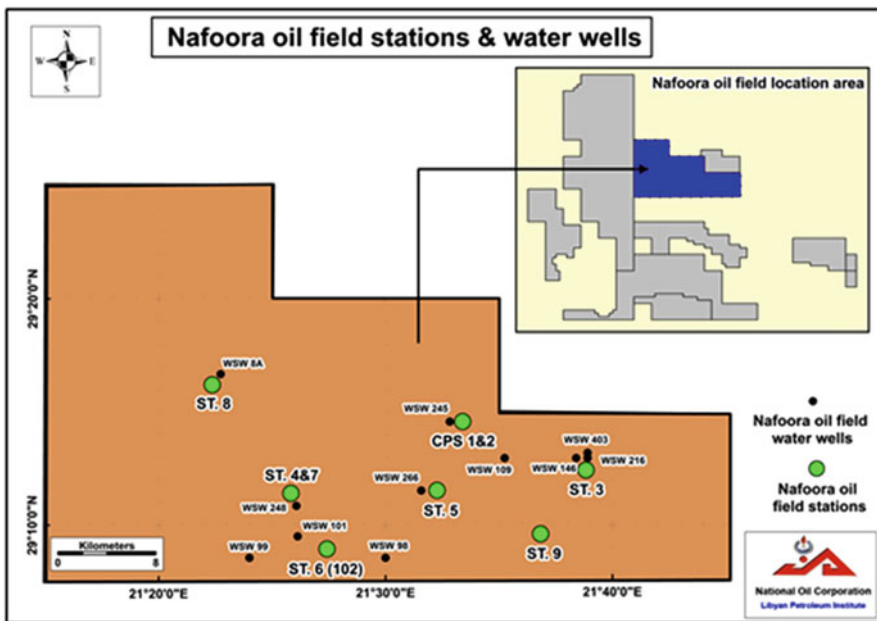 Nafoora oil field stations & water wells
N
W E
S
Nafoora oil field location area
29°20'0"N
29°10'0"N
WSW 8A
ST. 8
WSW 245
CPS 1&2
WSW 403
WSW 109
WSW 146
WSW 216
ST. 3
ST. 4&7
WSW 266
ST. 5
WSW 248
WSW 101
ST. 9
WSW 99
ST. 6 (102)
WSW 98
Kilometers
0 8
21°20'0"E
21°30'0"E
21°40'0"E
Nafoora oil field
water wells
Nafoora oil
field stations
National Oil Corporation
Libyan Petroleum Institute